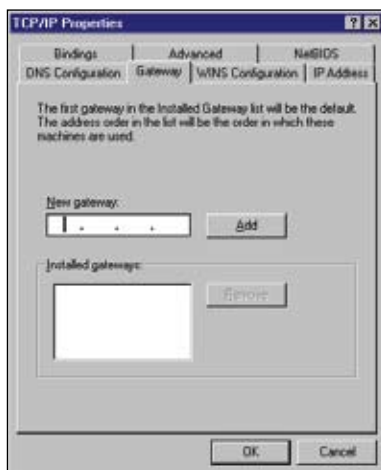 TCP/IP Properties
Bindings Advanced NetBIOS
DNS Configuration Gateway WINS Configuration IP Address
The first gateway in the Installed Gateway list will be the default.
The address order in the list will be the order in which these
machines are used.
New gateway:
. . . Add
Installed gateways:
Remove
OK Cancel